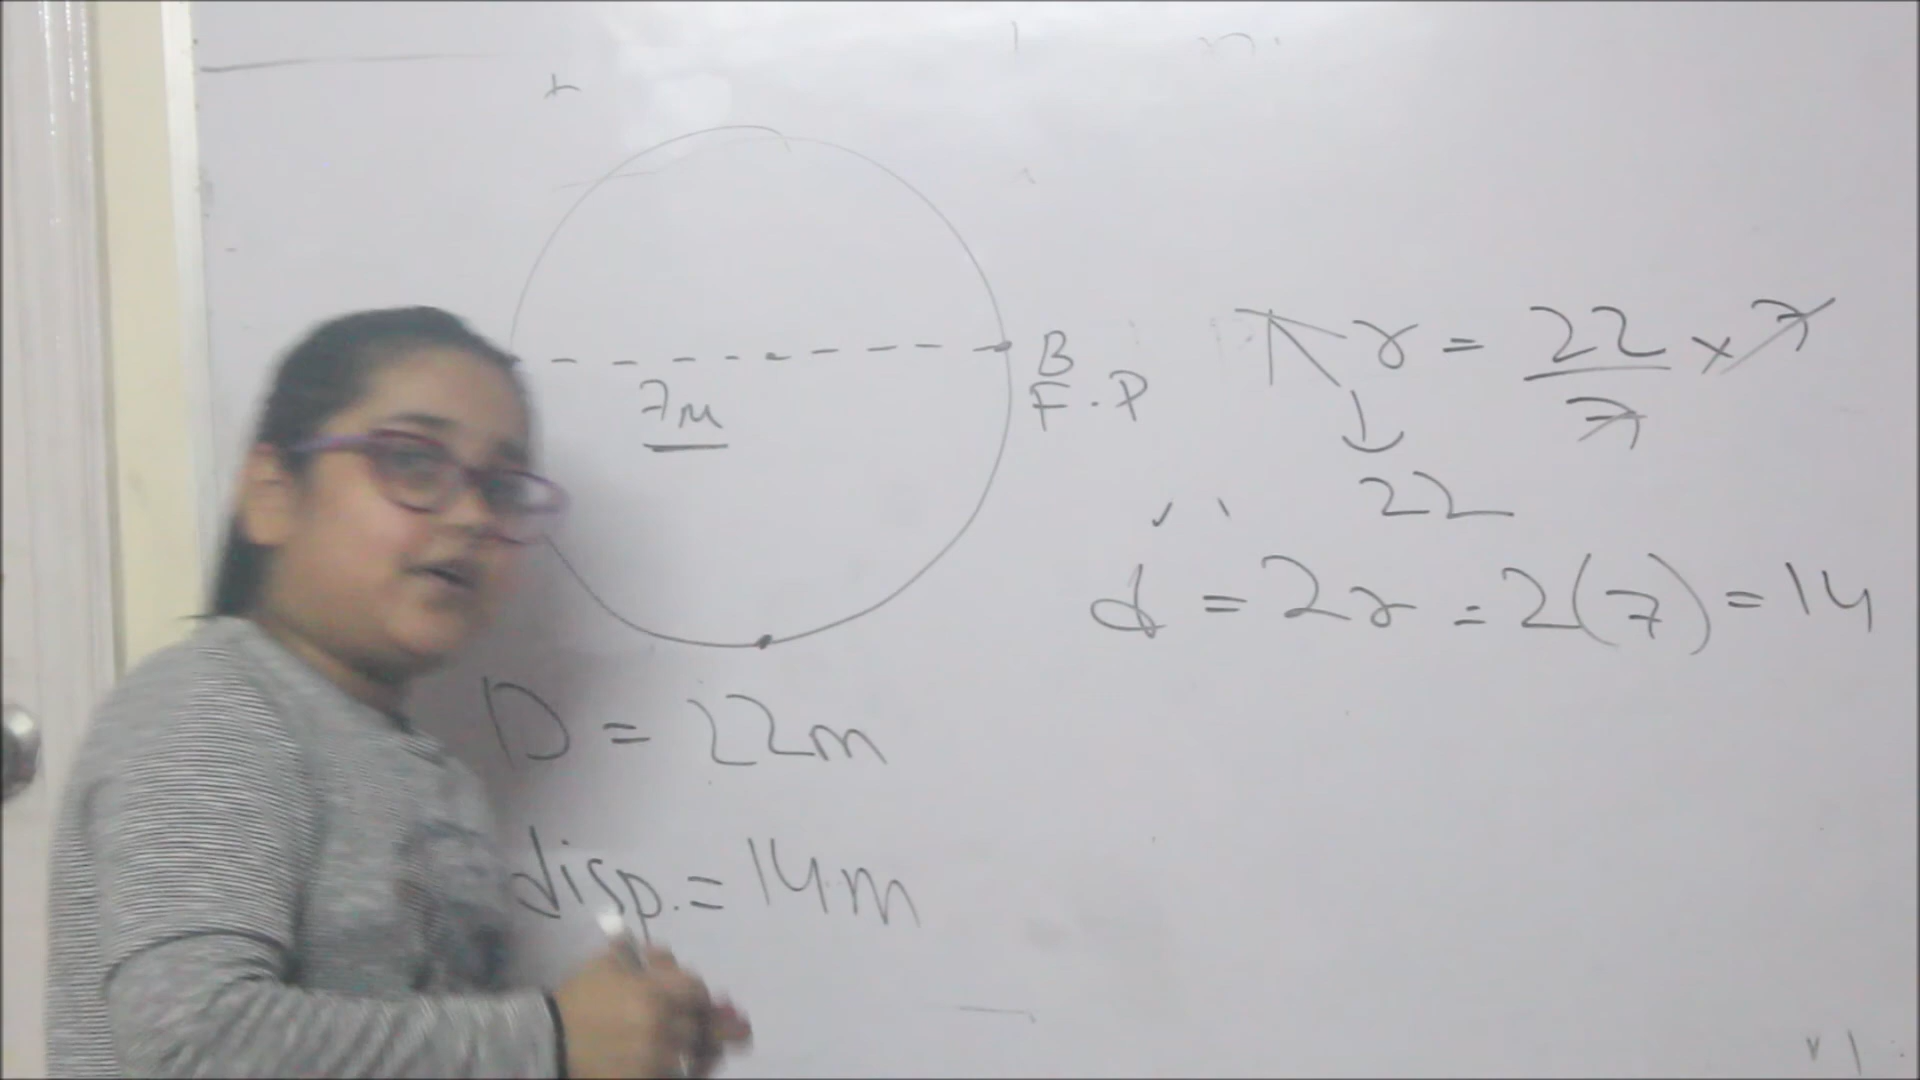 7m
B
F.P
πr = 22/7 × 7
↓
22
d = 2r = 2(7) = 14
D = 22m
disp. = 14m